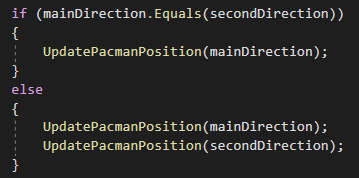 if (mainDirection.Equals(secondDirection))
{
    UpdatePacmanPosition(mainDirection);
}
else
{
    UpdatePacmanPosition(mainDirection);
    UpdatePacmanPosition(secondDirection);
}